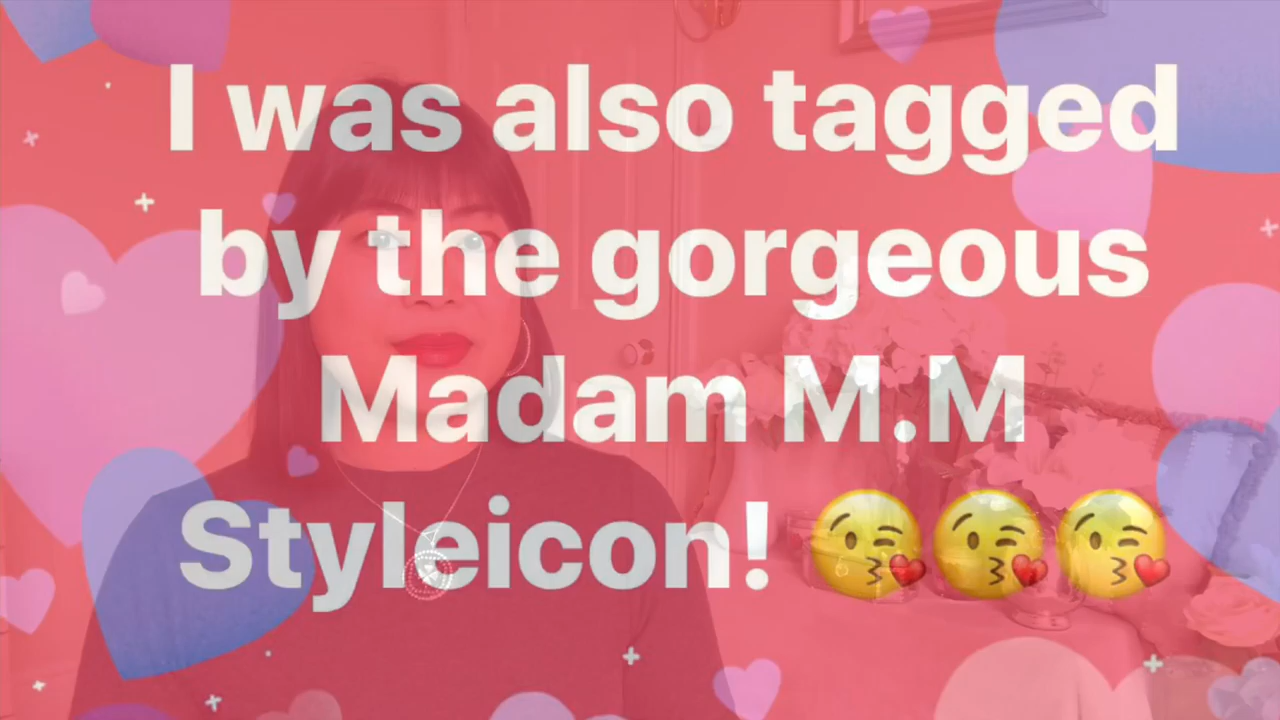 I was also tagged
by the gorgeous
Madam M.M
Styleicon! 😘😘😘